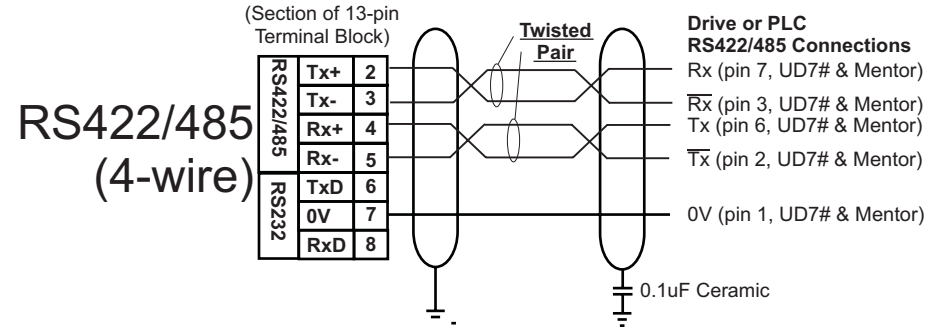 (Section of 13-pin
Terminal Block)
Twisted
Pair
Drive or PLC
RS422/485 Connections
RS422/485
(4-wire)
RS422/485
Tx+ 2
Tx- 3
Rx+ 4
Rx- 5
RS232
TxD 6
0V 7
RxD 8
Rx (pin 7, UD7# & Mentor)
R̅x̅ (pin 3, UD7# & Mentor)
Tx (pin 6, UD7# & Mentor)
T̅x̅ (pin 2, UD7# & Mentor)
0V (pin 1, UD7# & Mentor)
0.1uF Ceramic